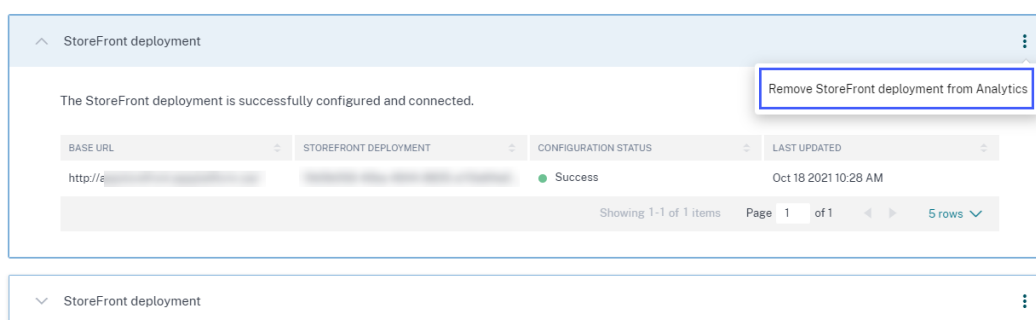 StoreFront deployment
Remove StoreFront deployment from Analytics
The StoreFront deployment is successfully configured and connected.
BASE URL STOREFRONT DEPLOYMENT CONFIGURATION STATUS LAST UPDATED
Success Oct 18 2021 10:28 AM
Showing 1-1 of 1 items Page 1 of 1 5 rows
StoreFront deployment